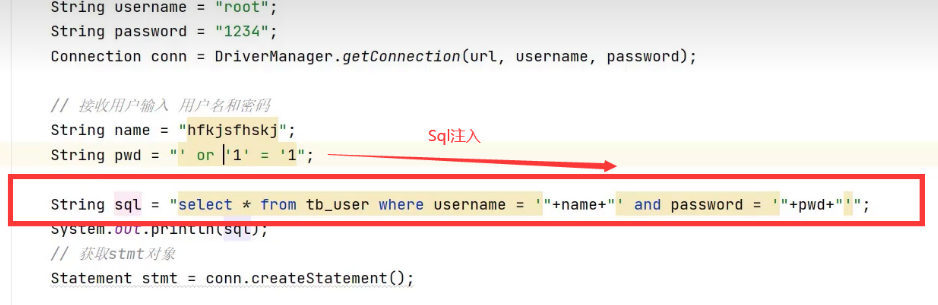 String username = "root";
String password = "1234";
Connection conn = DriverManager.getConnection(url, username, password);
// 接收用户输入 用户名和密码
String name = "hfkjsfhskj";
Sql注入
String pwd = "' or '1' = '1";
String sql = "select * from tb_user where username = '"+name+"' and password = '"+pwd+"'";
System.out.println(sql);
// 获取stmt对象
Statement stmt = conn.createStatement();